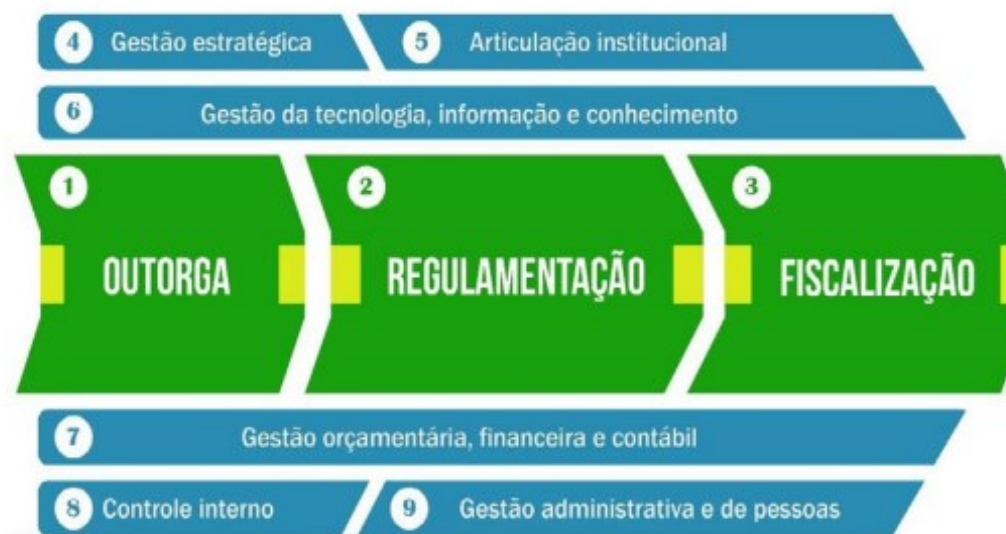 4 Gestão estratégica
5 Articulação institucional
6 Gestão da tecnologia, informação e conhecimento
1
OUTORGA
2
REGULAMENTAÇÃO
3
FISCALIZAÇÃO
7 Gestão orçamentária, financeira e contábil
8 Controle interno
9 Gestão administrativa e de pessoas